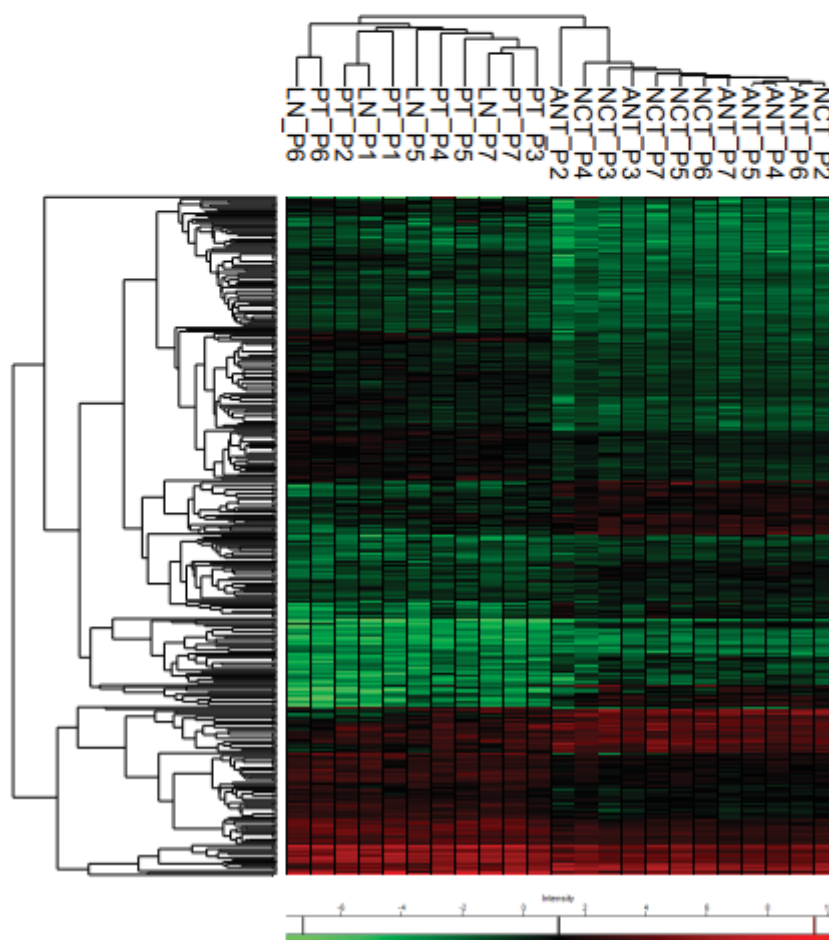 LN_P6
PT_P6
PT_P2
LN_P1
PT_P1
LN_P5
PT_P4
PT_P5
LN_P7
PT_P7
PT_P3
ANT_P2
NCT_P4
NCT_P3
ANT_P3
NCT_P7
NCT_P5
NCT_P6
ANT_P7
ANT_P5
ANT_P4
ANT_P6
NCT_P2
Intensity
-6 -4 -2 0 2 4 6 8 10